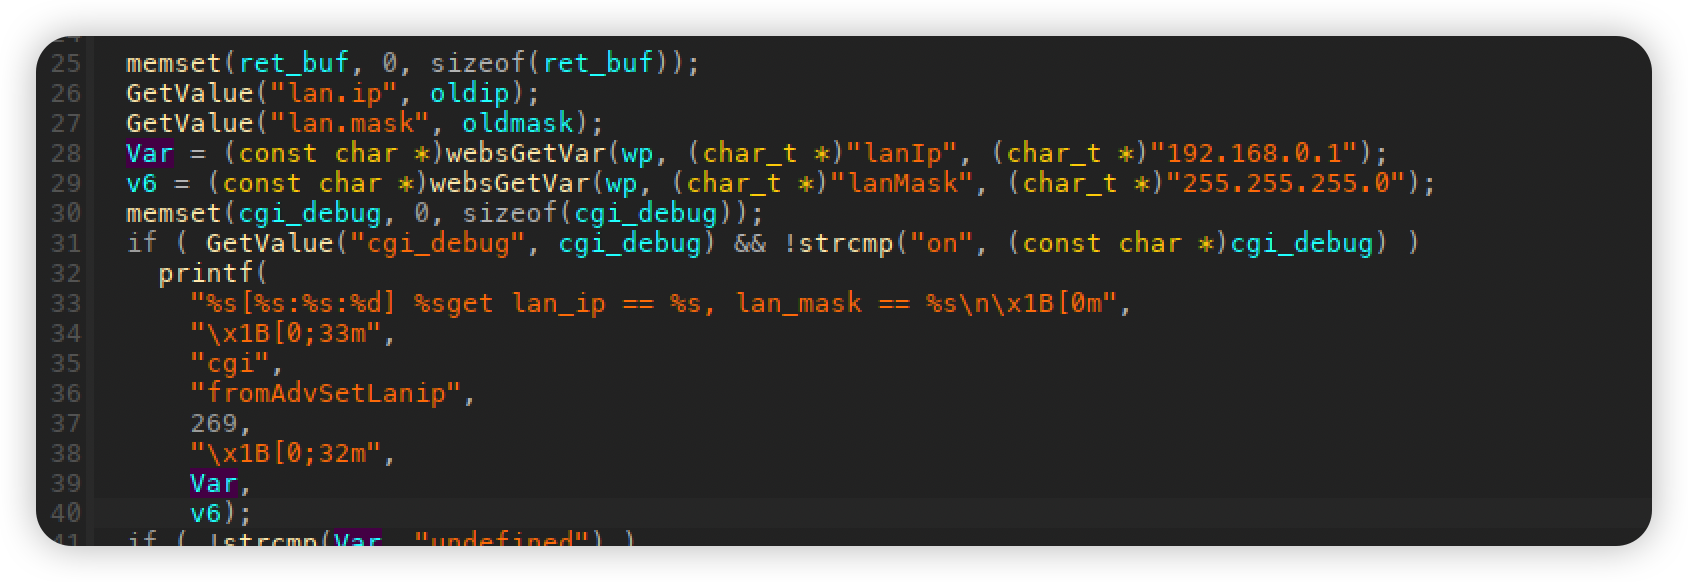 24
25 memset(ret_buf, 0, sizeof(ret_buf));
26 GetValue("lan.ip", oldip);
27 GetValue("lan.mask", oldmask);
28 Var = (const char *)websGetVar(wp, (char_t *)"lanIp", (char_t *)"192.168.0.1");
29 v6 = (const char *)websGetVar(wp, (char_t *)"lanMask", (char_t *)"255.255.255.0");
30 memset(cgi_debug, 0, sizeof(cgi_debug));
31 if ( GetValue("cgi_debug", cgi_debug) && !strcmp("on", (const char *)cgi_debug) )
32 printf(
33 "%s[%s:%s:%d] %sget lan_ip == %s, lan_mask == %s\n\x1B[0m",
34 "\x1B[0;33m",
35 "cgi",
36 "fromAdvSetLanip",
37 269,
38 "\x1B[0;32m",
39 Var,
40 v6);
41 if ( !strcmp(Var, "undefined") )